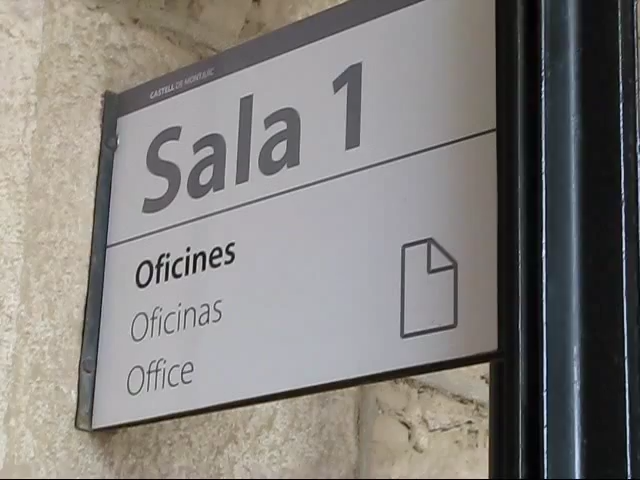 CASTELL DE MONTJUÏC
Sala 1
Oficines
Oficinas
Office